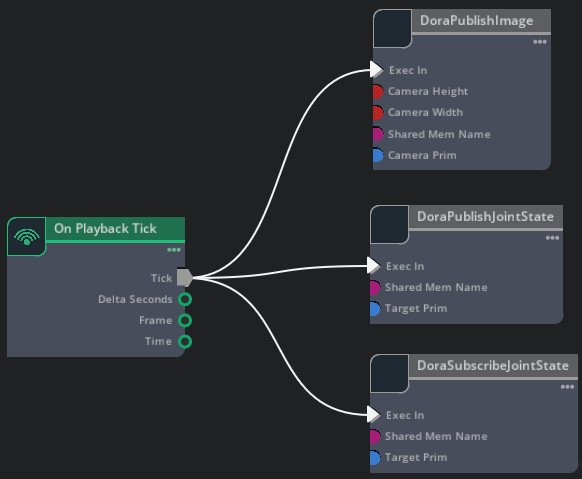 DoraPublishImage
Exec In
Camera Height
Camera Width
Shared Mem Name
Camera Prim
On Playback Tick
Tick
Delta Seconds
Frame
Time
DoraPublishJointState
Exec In
Shared Mem Name
Target Prim
DoraSubscribeJointState
Exec In
Shared Mem Name
Target Prim